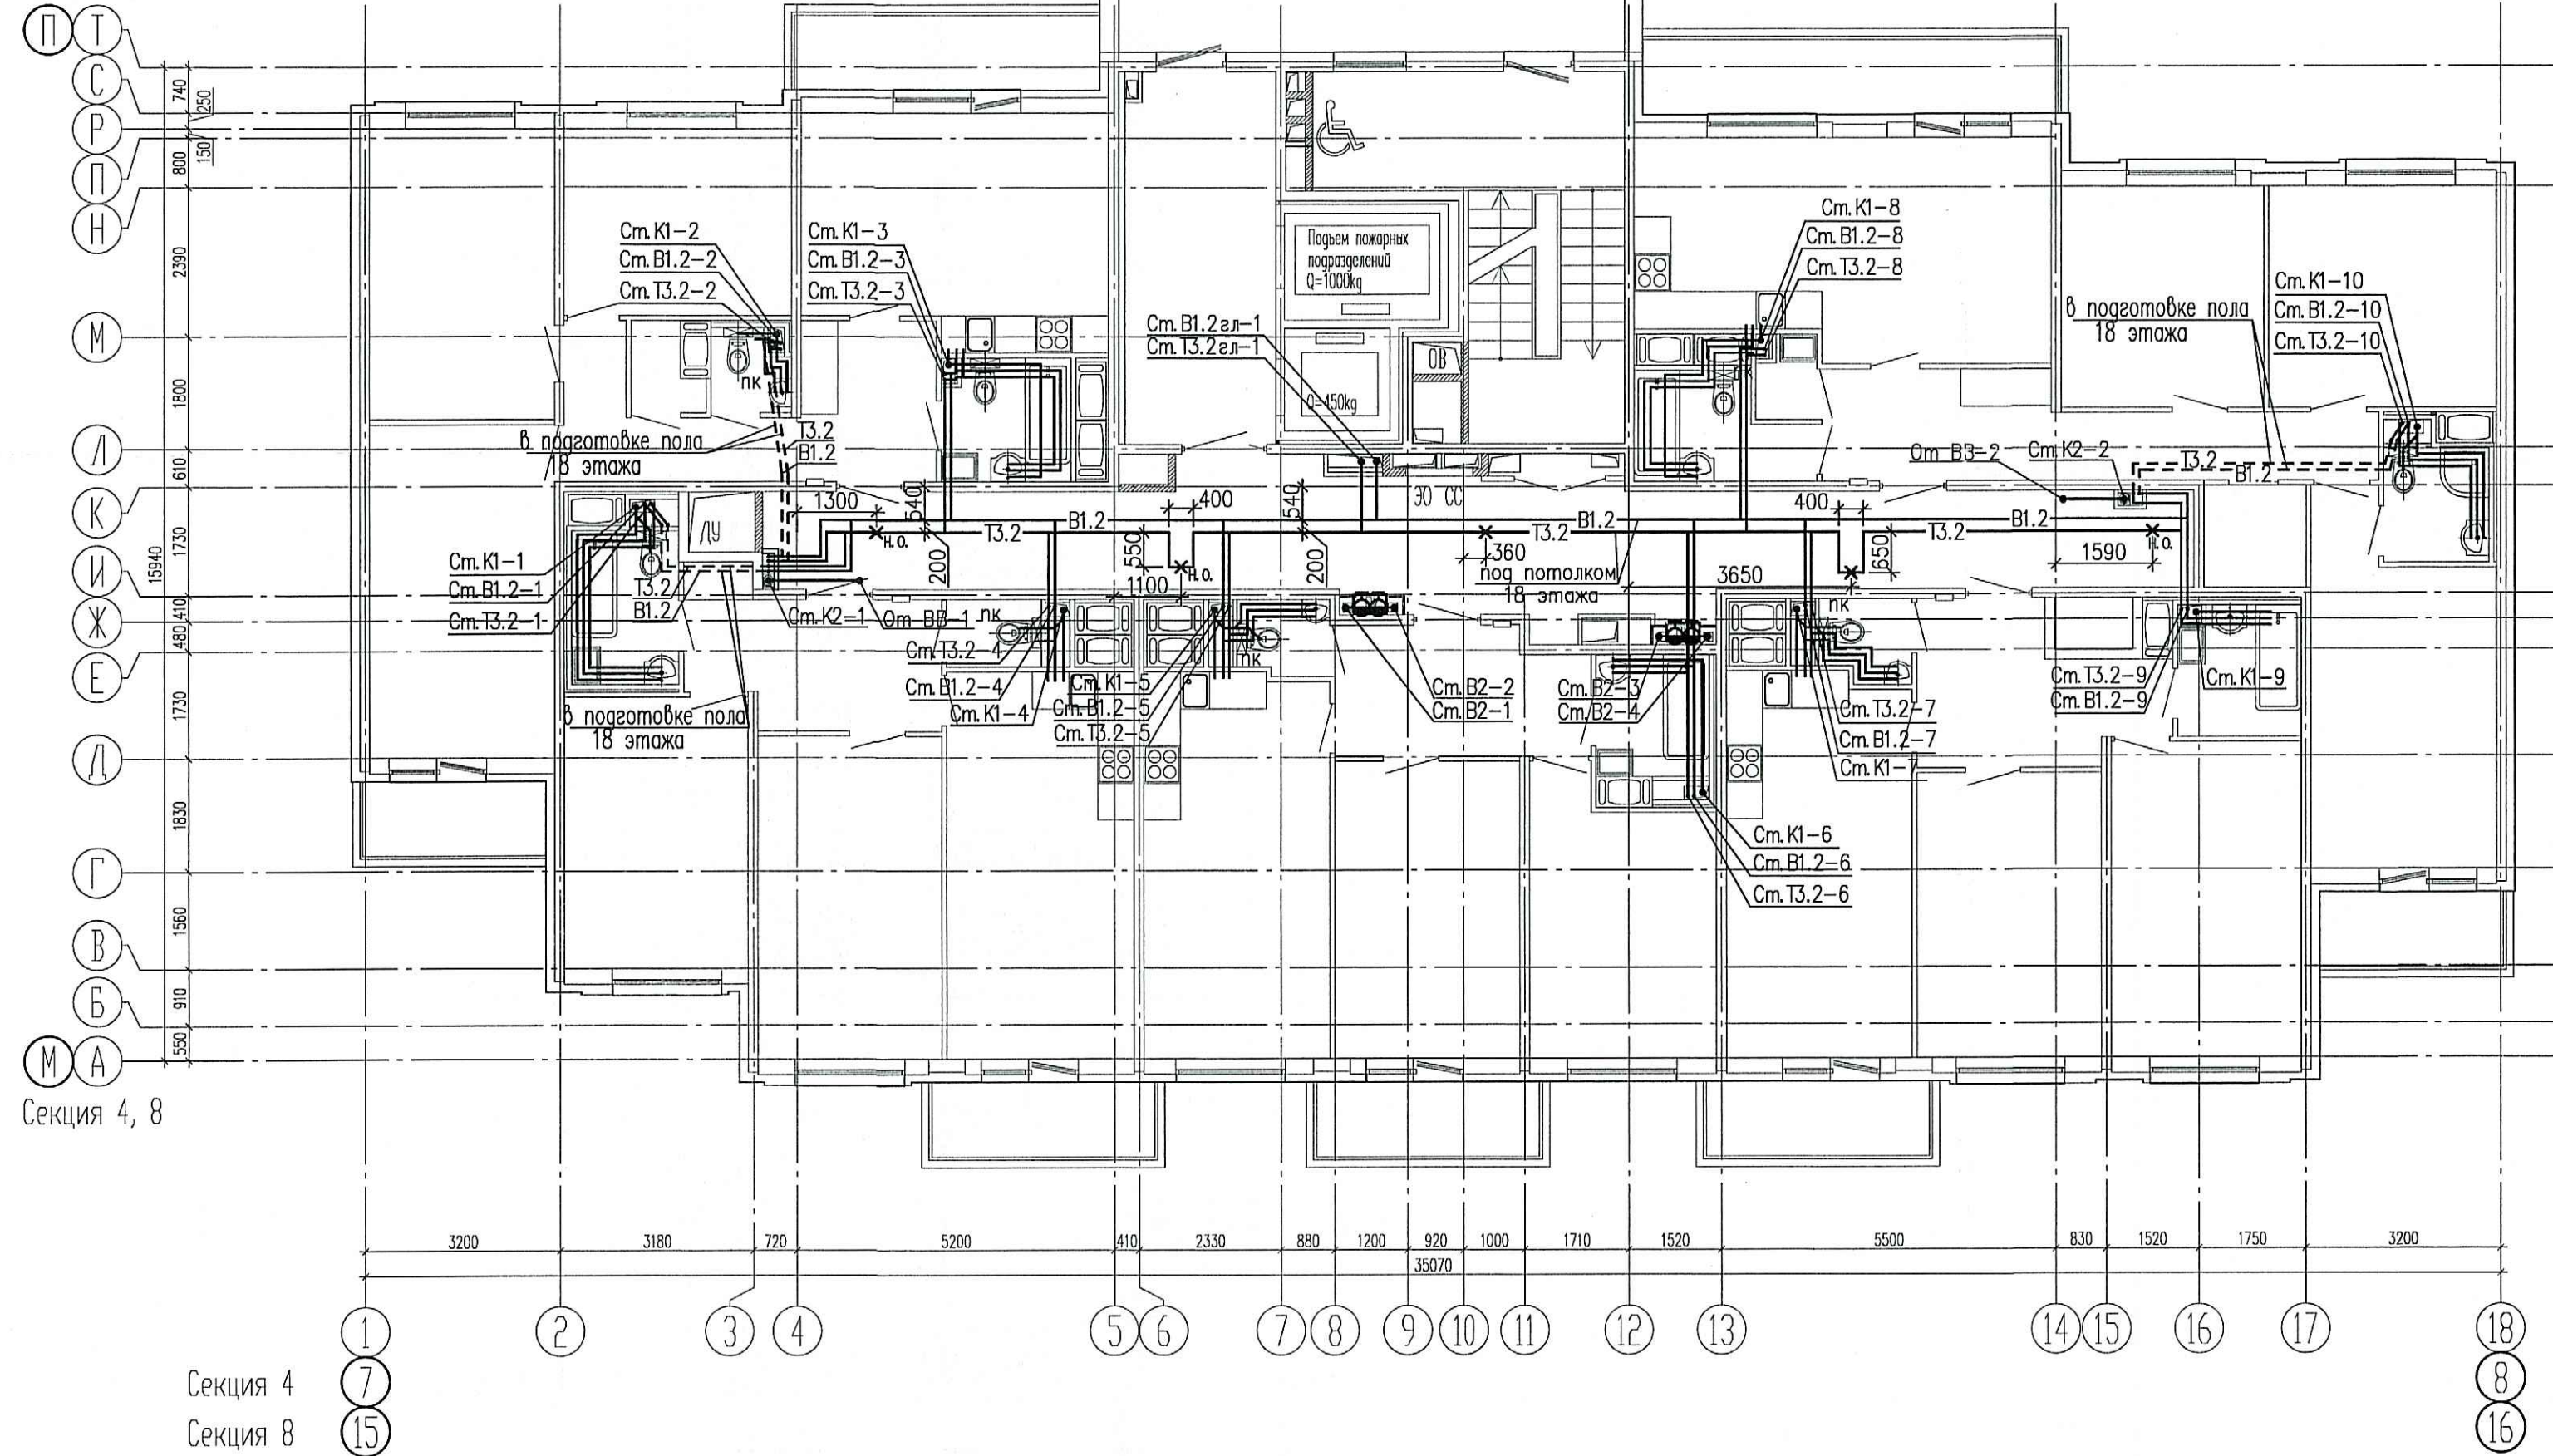 П Т
С
Р
П
Н
М
Л
К
И
Ж
Е
Д
Г
В
Б
М А
Секция 4, 8
740
250
150
800
2390
1800
610
1730
410
480
1730
1830
1560
910
550
15940
Ст. К1-2
Ст. В1.2-2
Ст. Т3.2-2
Ст. К1-3
Ст. В1.2-3
Ст. Т3.2-3
Подъем пожарных
подразделений
Q=1000kg
Q=450kg
ОВ
Ст. В1.2гл-1
Ст. Т3.2гл-1
Ст. К1-8
Ст. В1.2-8
Ст. Т3.2-8
в подготовке пола
18 этажа
Ст. К1-10
Ст. В1.2-10
Ст. Т3.2-10
пк
в подготовке пола
18 этажа
Т3.2
В1.2
От ВЗ-2
Ст. К2-2
Т3.2
В1.2
ЭО СС
ДУ
1300
540
400
540
400
В1.2
В1.2
В1.2
Т3.2
Т3.2
Т3.2
н.о.
н.о.
н.о.
200
550
1100
200
360
650
1590
3650
под потолком
18 этажа
Ст. К1-1
Ст. В1.2-1
Ст. Т3.2-1
Т3.2
В1.2
Ст. К2-1
От ВВ-1
пк
пк
пк
Ст. Т3.2-4
Ст. В1.2-4
Ст. К1-4
Ст. К1-5
Ст. В1.2-5
Ст. Т3.2-5
Ст. В2-2
Ст. В2-1
Ст. В2-3
Ст. В2-4
Ст. Т3.2-7
Ст. В1.2-7
Ст. К1-7
Ст. Т3.2-9
Ст. В1.2-9
Ст. К1-9
в подготовке пола
18 этажа
Ст. К1-6
Ст. В1.2-6
Ст. Т3.2-6
3200 3180 720 5200 410 2330 880 1200 920 1000 1710 1520 5500 830 1520 1750 3200
35070
1 2 3 4 5 6 7 8 9 10 11 12 13 14 15 16 17 18
Секция 4 7 8
Секция 8 15 16